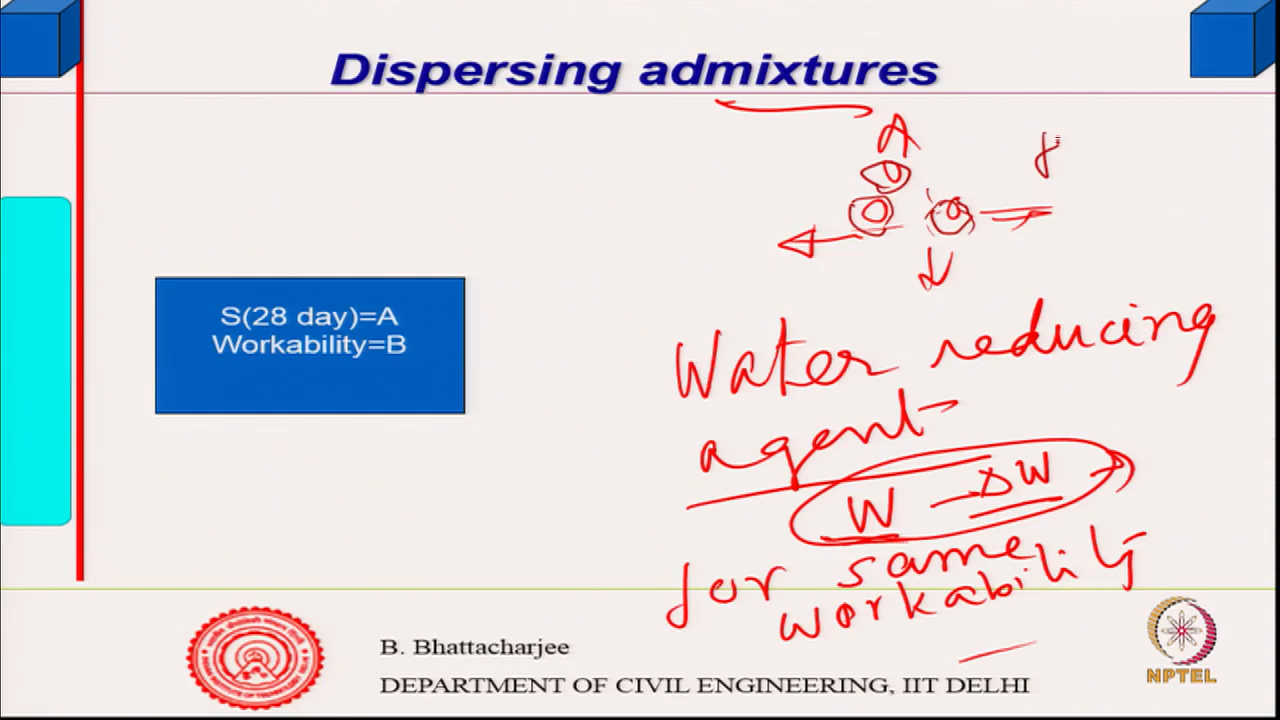 Dispersing admixtures
A
S(28 day)=A
Workability=B
Water reducing
agent
W - ΔW
for same
workability
B. Bhattacharjee
DEPARTMENT OF CIVIL ENGINEERING, IIT DELHI
NPTEL